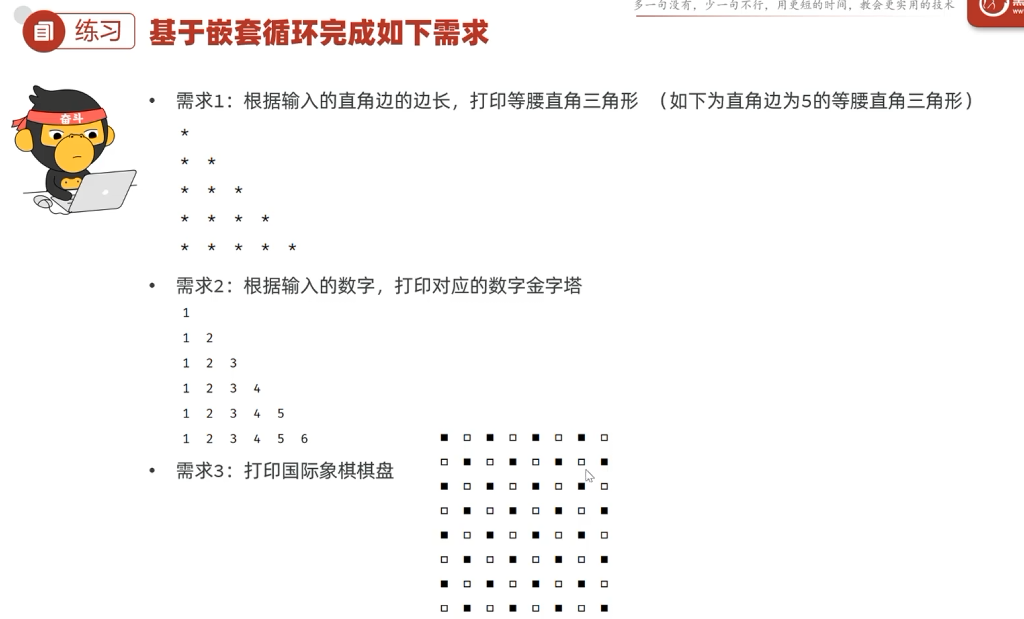 多一句没有，少一句不行，用更短的时间，教会更实用的技术
练习
基于嵌套循环完成如下需求
奋斗
• 需求1：根据输入的直角边的边长，打印等腰直角三角形 （如下为直角边为5的等腰直角三角形）
*
* *
* * *
* * * *
* * * * *
• 需求2：根据输入的数字，打印对应的数字金字塔
1
1 2
1 2 3
1 2 3 4
1 2 3 4 5
1 2 3 4 5 6
• 需求3：打印国际象棋棋盘
■ □ ■ □ ■ □ ■ □
□ ■ □ ■ □ ■ □ ■
■ □ ■ □ ■ □ ■ □
□ ■ □ ■ □ ■ □ ■
■ □ ■ □ ■ □ ■ □
□ ■ □ ■ □ ■ □ ■
■ □ ■ □ ■ □ ■ □
□ ■ □ ■ □ ■ □ ■